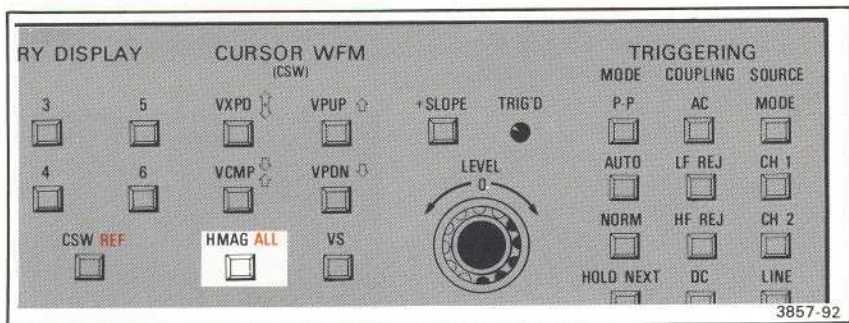 RY DISPLAY CURSOR WFM TRIGGERING
(CSW) MODE COUPLING SOURCE
3 5 VXPD VPUP +SLOPE TRIG'D P-P AC MODE
4 6 VCMP VPDN LEVEL AUTO LF REJ CH 1
0
CSW REF HMAG ALL VS NORM HF REJ CH 2
HOLD NEXT DC LINE
3857-92